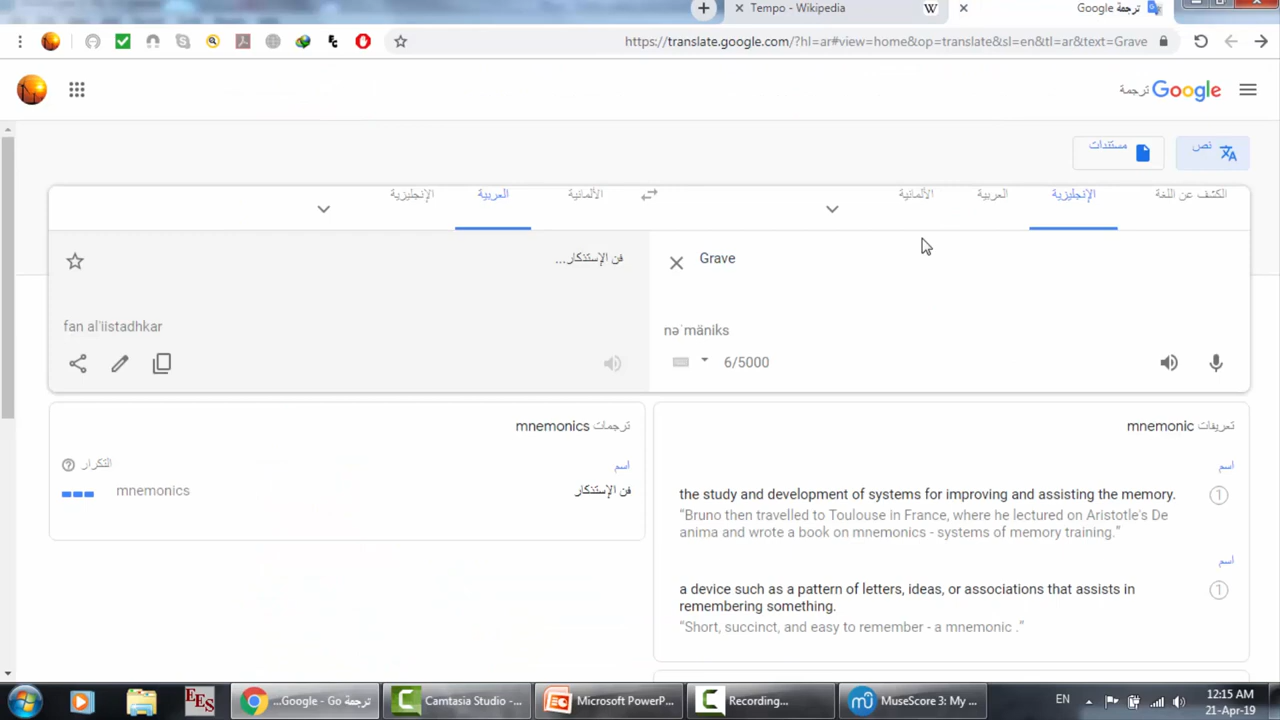 Tempo - Wikipedia
ترجمة Google
https://translate.google.com/?hl=ar#view=home&op=translate&sl=en&tl=ar&text=Grave
Google ترجمة
نص
مستندات
الكشف عن اللغة
الإنجليزية
العربية
الألمانية
الألمانية
العربية
الإنجليزية
Grave
nəˈmäniks
6/5000
فن الإستذكار...
fan al'iistadhkar
تعريفات mnemonic
اسم
1
the study and development of systems for improving and assisting the memory.
“Bruno then travelled to Toulouse in France, where he lectured on Aristotle's De
anima and wrote a book on mnemonics - systems of memory training.”
اسم
1
a device such as a pattern of letters, ideas, or associations that assists in
remembering something.
“Short, succinct, and easy to remember - a mnemonic .”
ترجمات mnemonics
اسم
التكرار
فن الإستذكار
mnemonics
EES
...Google - Go ترجمة
Camtasia Studio -...
Microsoft PowerP...
Recording...
MuseScore 3: My ...
EN
12:15 AM
21-Apr-19